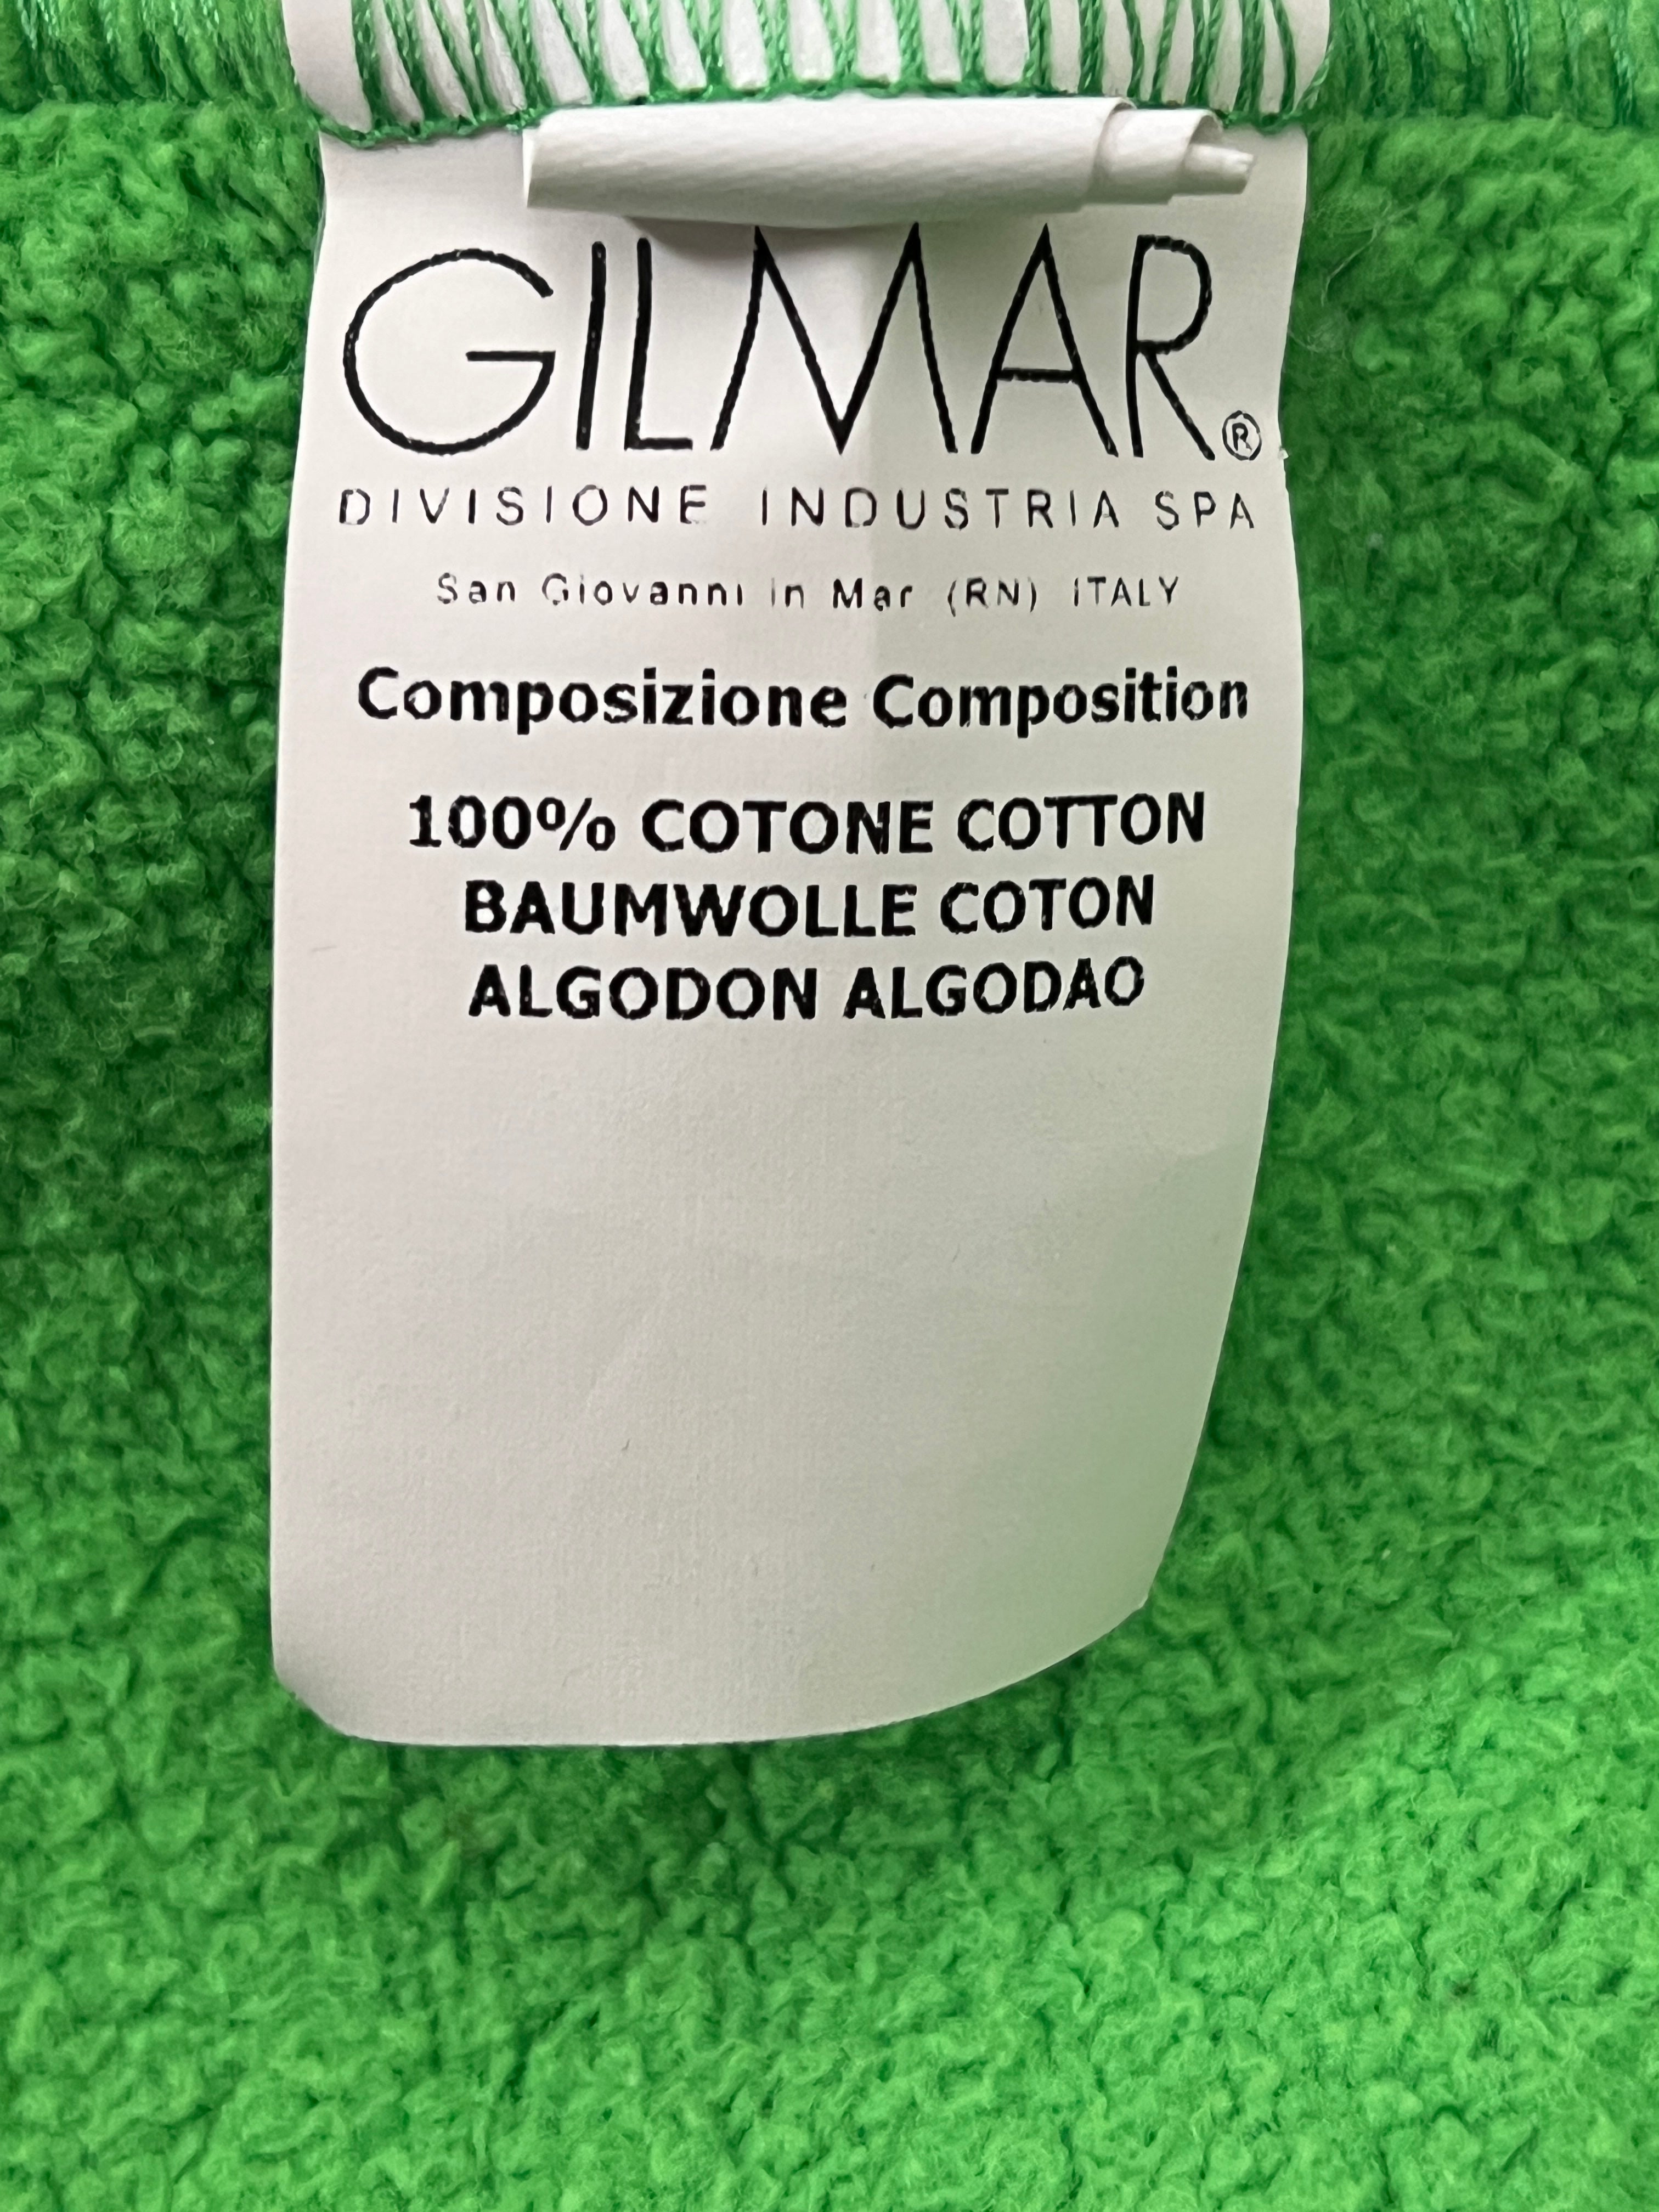 GILMAR®
DIVISIONE INDUSTRIA SPA
San Giovanni in Mar (RN) ITALY
Composizione Composition
100% COTONE COTTON
BAUMWOLLE COTON
ALGODON ALGODAO